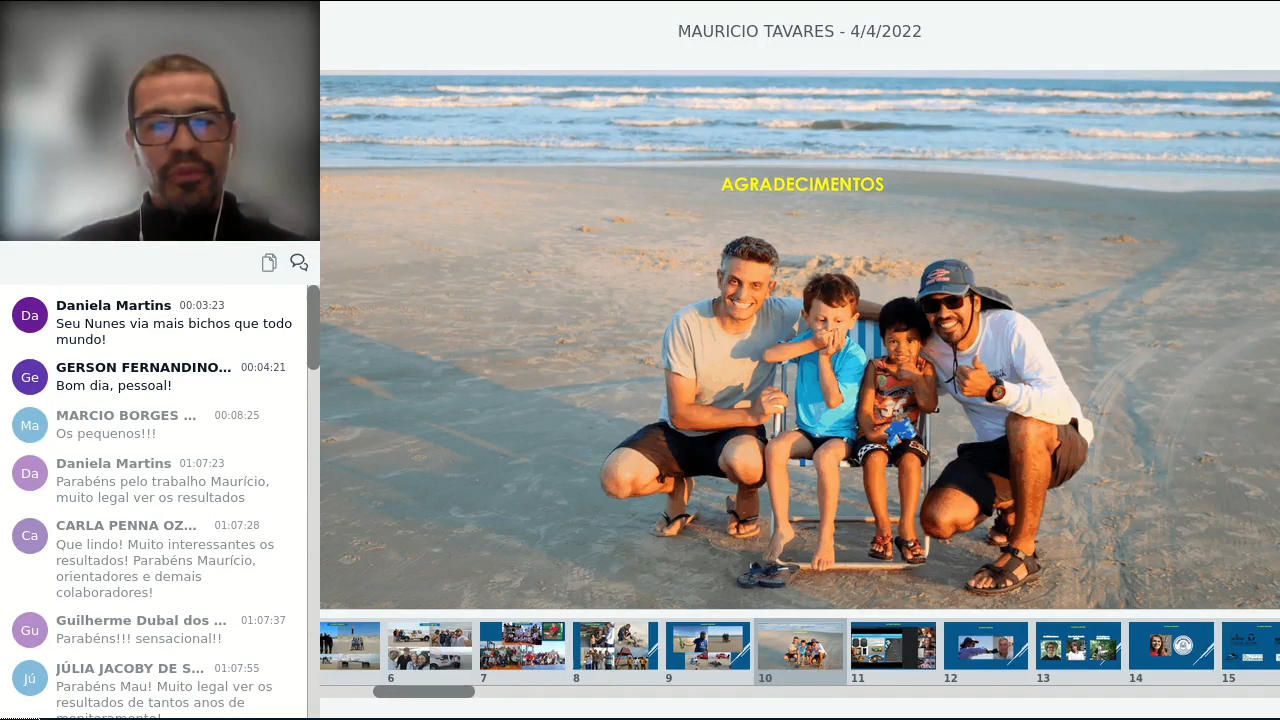 MAURICIO TAVARES - 4/4/2022
AGRADECIMENTOS
Da
Daniela Martins 00:03:23
Seu Nunes via mais bichos que todo
mundo!
Ge
GERSON FERNANDINO... 00:04:21
Bom dia, pessoal!
Ma
MARCIO BORGES ... 00:08:25
Os pequenos!!!
Da
Daniela Martins 01:07:23
Parabéns pelo trabalho Maurício,
muito legal ver os resultados
Ca
CARLA PENNA OZ... 01:07:28
Que lindo! Muito interessantes os
resultados! Parabéns Maurício,
orientadores e demais
colaboradores!
Gu
Guilherme Dubal dos ... 01:07:37
Parabéns!!! sensacional!!
Jú
JÚLIA JACOBY DE S... 01:07:55
Parabéns Mau! Muito legal ver os
resultados de tantos anos de
monitoramento!
6 7 8 9 10 11 12 13 14 15